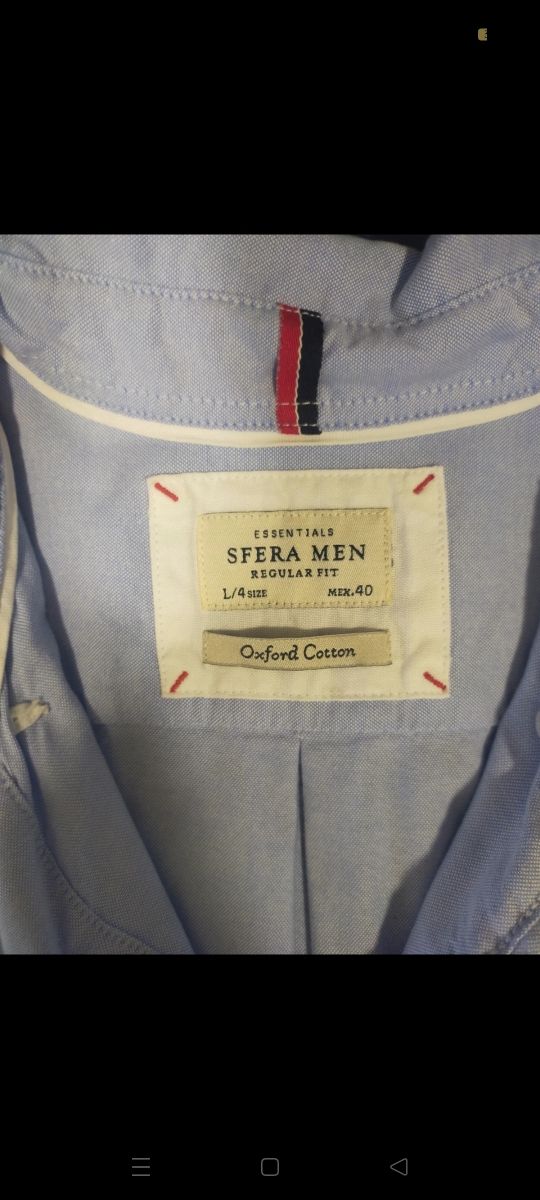 ESSENTIALS
SFERA MEN
REGULAR FIT
L/4 SIZE MEX.40
Oxford Cotton